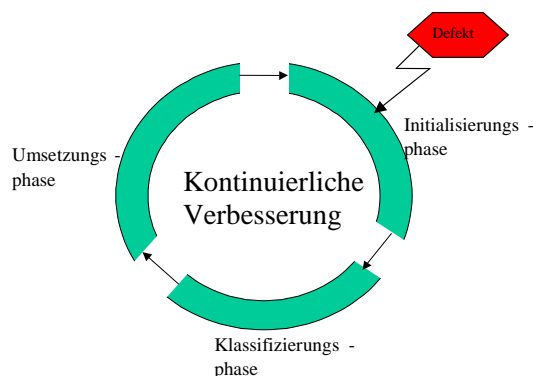 Defekt
Initialisierungs -
phase
Umsetzungs -
phase
Kontinuierliche
Verbesserung
Klassifizierungs -
phase